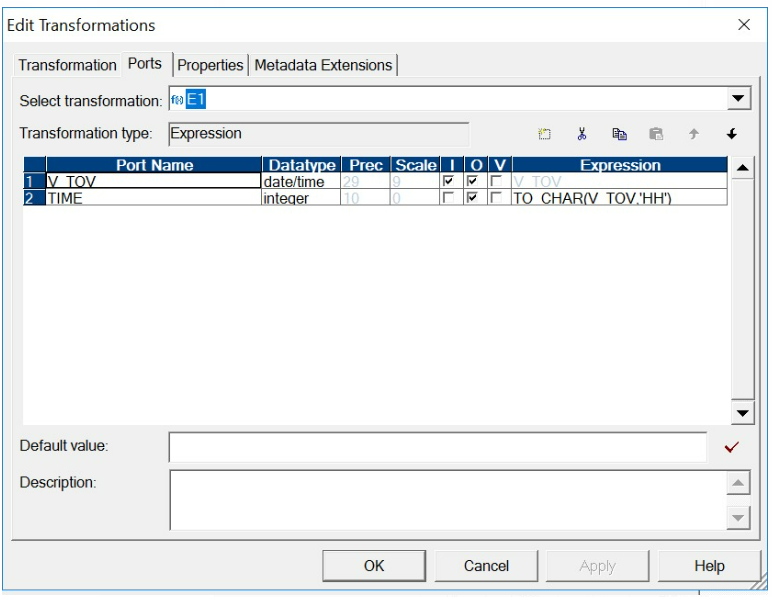 Edit Transformations
Transformation Ports Properties Metadata Extensions
Select transformation: f(x) E1
Transformation type: Expression
Port Name Datatype Prec Scale I O V Expression
1 V_TOV date/time 29 9 V_TOV
2 TIME integer 10 0 TO_CHAR(V_TOV,'HH')
Default value:
Description:
OK Cancel Apply Help